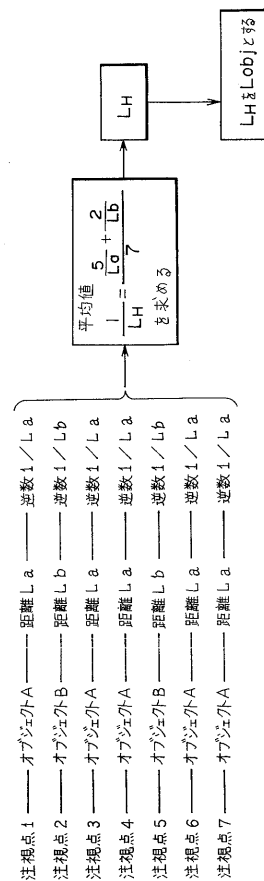 注視点1 ―― オブジェクトA ―― 距離La ―― 逆数1/La
注視点2 ―― オブジェクトB ―― 距離Lb ―― 逆数1/Lb
注視点3 ―― オブジェクトA ―― 距離La ―― 逆数1/La
注視点4 ―― オブジェクトA ―― 距離La ―― 逆数1/La
注視点5 ―― オブジェクトB ―― 距離Lb ―― 逆数1/Lb
注視点6 ―― オブジェクトA ―― 距離La ―― 逆数1/La
注視点7 ―― オブジェクトA ―― 距離La ―― 逆数1/La
平均値
1/LH = (5/La + 2/Lb)/7
を求める
LH
LHをLobjとする